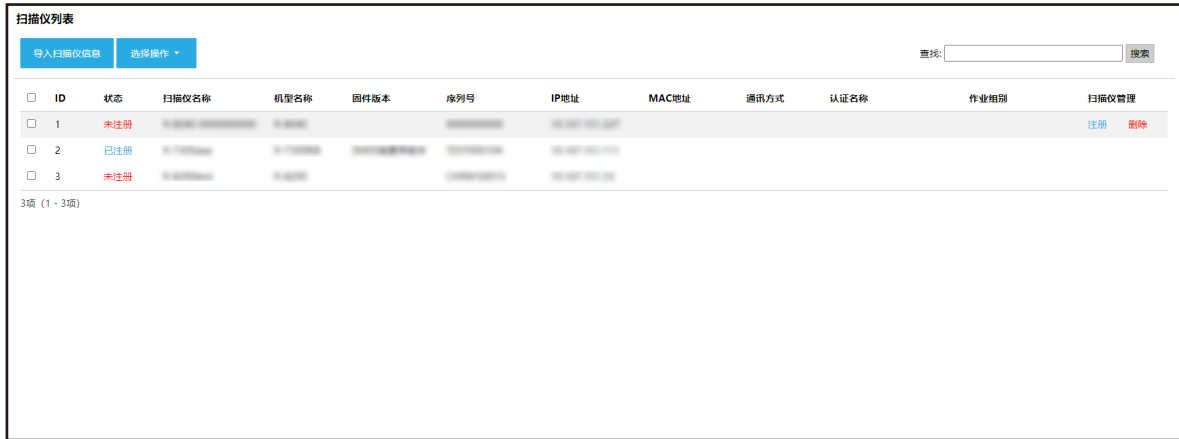 扫描仪列表
导入扫描仪信息 选择操作 查找: 搜索
ID 状态 扫描仪名称 机型名称 固件版本 序列号 IP地址 MAC地址 通讯方式 认证名称 作业组别 扫描仪管理
1 未注册 注册 删除
2 已注册
3 未注册
3项（1 - 3项）